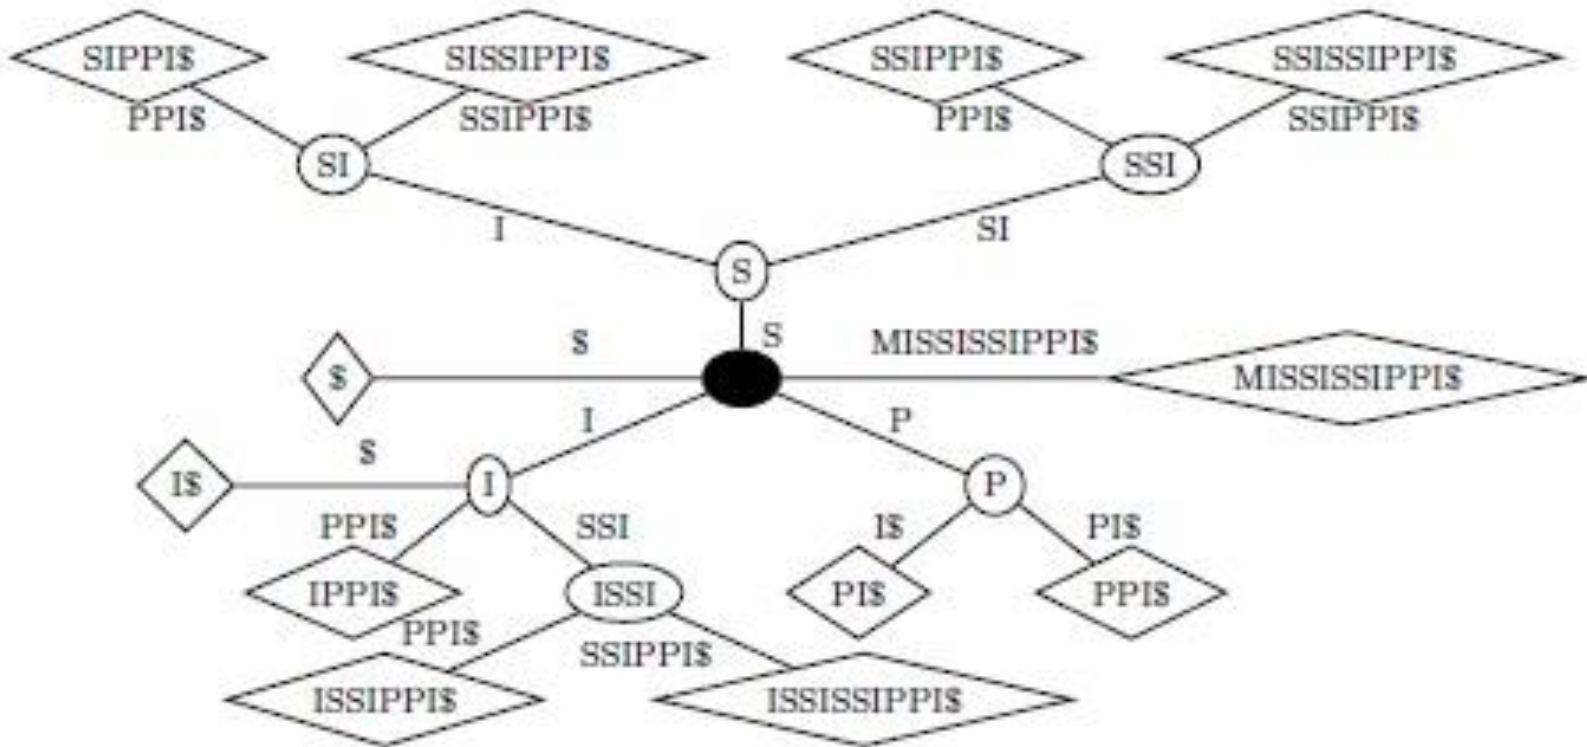 SIPPI$ SISSIPPI$ SSIPPI$ SSISSIPPI$
PPI$ SSIPPI$ PPI$ SSIPPI$
SI SSI
I SI
S
$ S MISSISSIPPI$
$ MISSISSIPPI$
I P
$
I$ I P
PPI$ SSI I$ PI$
IPPI$ ISSI PI$ PPI$
PPI$ SSIPPI$
ISSIPPI$ ISSISSIPPI$